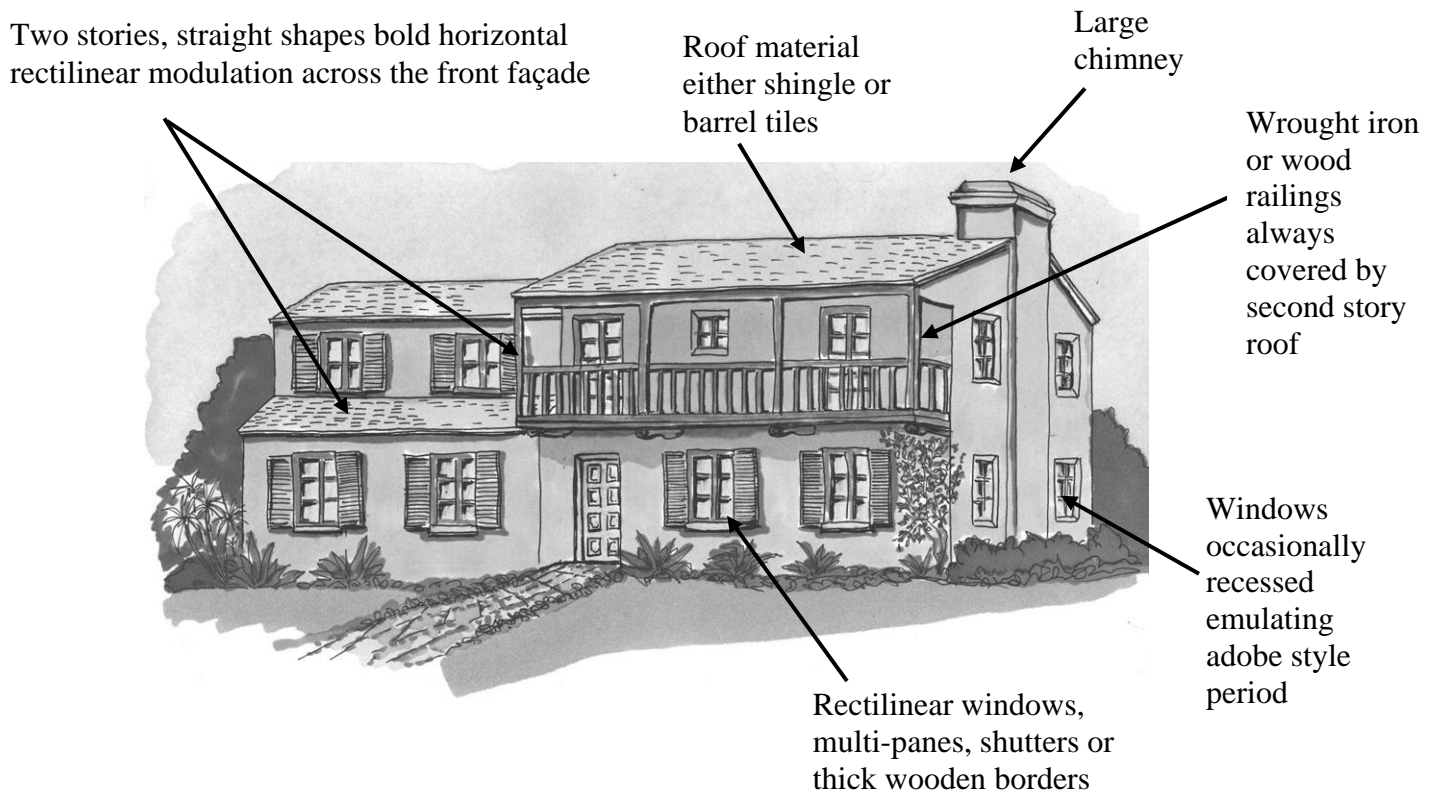 Two stories, straight shapes bold horizontal
rectilinear modulation across the front façade
Roof material
either shingle or
barrel tiles
Large
chimney
Wrought iron
or wood
railings
always
covered by
second story
roof
Windows
occasionally
recessed
emulating
adobe style
period
Rectilinear windows,
multi-panes, shutters or
thick wooden borders